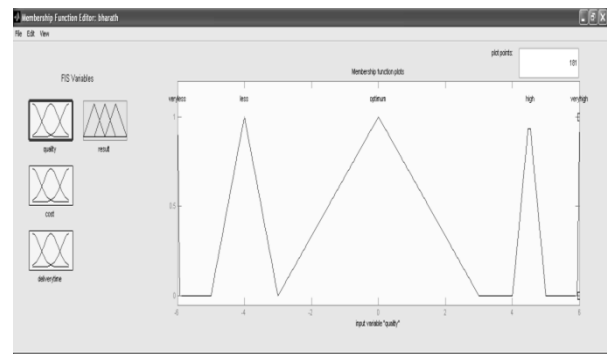 Membership Function Editor: bharath
File Edit View
FIS Variables
plot points:
181
Membership function plots
quality
result
cost
deliverytime
veryless
less
optimum
high
veryhigh
1
0.5
0
-6
-4
-2
0
2
4
6
input variable "quality"